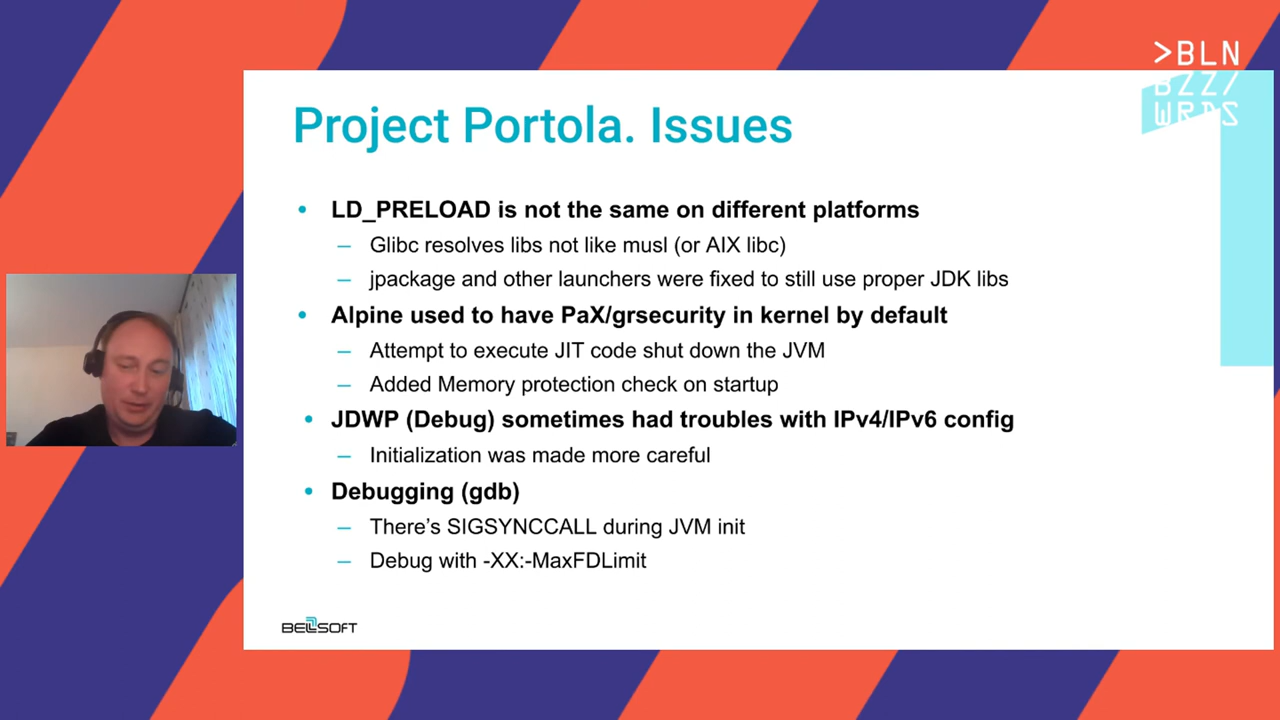 >BLN
BZZ/
WRDS
Project Portola. Issues
• LD_PRELOAD is not the same on different platforms
– Glibc resolves libs not like musl (or AIX libc)
– jpackage and other launchers were fixed to still use proper JDK libs
• Alpine used to have PaX/grsecurity in kernel by default
– Attempt to execute JIT code shut down the JVM
– Added Memory protection check on startup
• JDWP (Debug) sometimes had troubles with IPv4/IPv6 config
– Initialization was made more careful
• Debugging (gdb)
– There’s SIGSYNCCALL during JVM init
– Debug with -XX:-MaxFDLimit
BELLSOFT